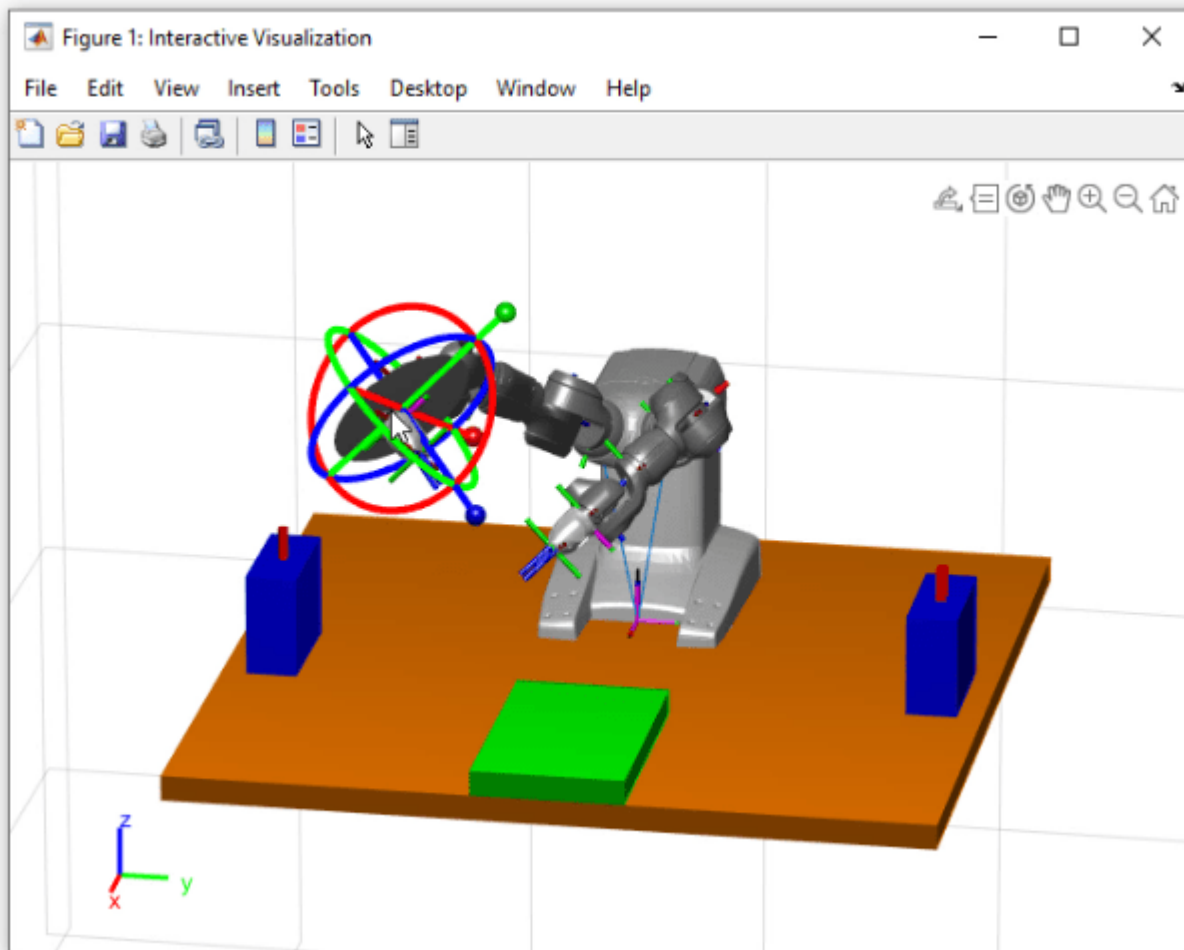 Figure 1: Interactive Visualization
File Edit View Insert Tools Desktop Window Help
z
y
x